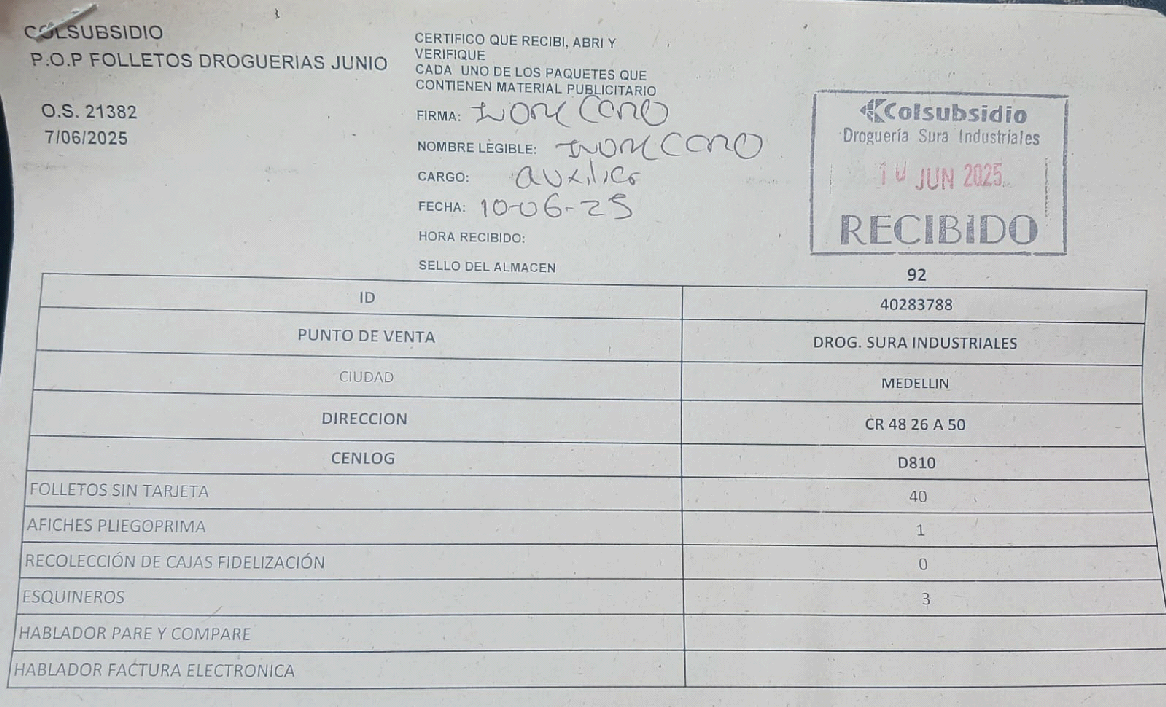 COLSUBSIDIO
P.O.P FOLLETOS DROGUERIAS JUNIO
O.S. 21382
7/06/2025
CERTIFICO QUE RECIBI, ABRI Y
VERIFIQUE
CADA UNO DE LOS PAQUETES QUE
CONTIENEN MATERIAL PUBLICITARIO
FIRMA:
NOMBRE LEGIBLE:
CARGO: auxiliar
FECHA: 10-06-25
HORA RECIBIDO:
SELLO DEL ALMACEN
Colsubsidio
Droguería Sura Industriales
10 JUN 2025
RECIBIDO
92
ID 40283788
PUNTO DE VENTA DROG. SURA INDUSTRIALES
CIUDAD MEDELLIN
DIRECCION CR 48 26 A 50
CENLOG D810
FOLLETOS SIN TARJETA 40
AFICHES PLIEGOPRIMA 1
RECOLECCIÓN DE CAJAS FIDELIZACIÓN 0
ESQUINEROS 3
HABLADOR PARE Y COMPARE
HABLADOR FACTURA ELECTRONICA